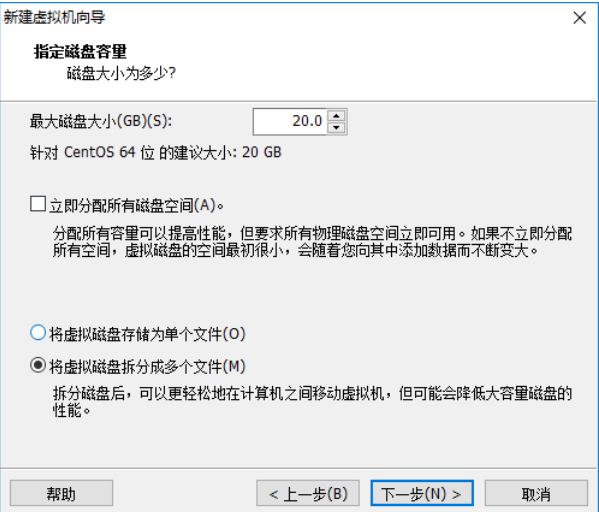 新建虚拟机向导
指定磁盘容量
磁盘大小为多少?
最大磁盘大小(GB)(S): 20.0
针对 CentOS 64 位 的建议大小: 20 GB
立即分配所有磁盘空间(A)。
分配所有容量可以提高性能，但要求所有物理磁盘空间立即可用。如果不立即分配
所有空间，虚拟磁盘的空间最初很小，会随着您向其中添加数据而不断变大。
将虚拟磁盘存储为单个文件(O)
将虚拟磁盘拆分成多个文件(M)
拆分磁盘后，可以更轻松地在计算机之间移动虚拟机，但可能会降低大容量磁盘的
性能。
帮助 < 上一步(B) 下一步(N) > 取消